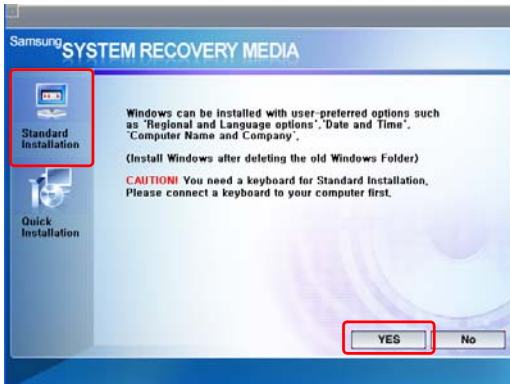 Samsung SYSTEM RECOVERY MEDIA
Standard
Installation
Windows can be installed with user-preferred options such
as 'Regional and Language options','Date and Time',
'Computer Name and Company',
(Install Windows after deleting the old Windows Folder)
CAUTION! You need a keyboard for Standard Installation,
Please connect a keyboard to your computer first,
Quick
Installation
YES
No